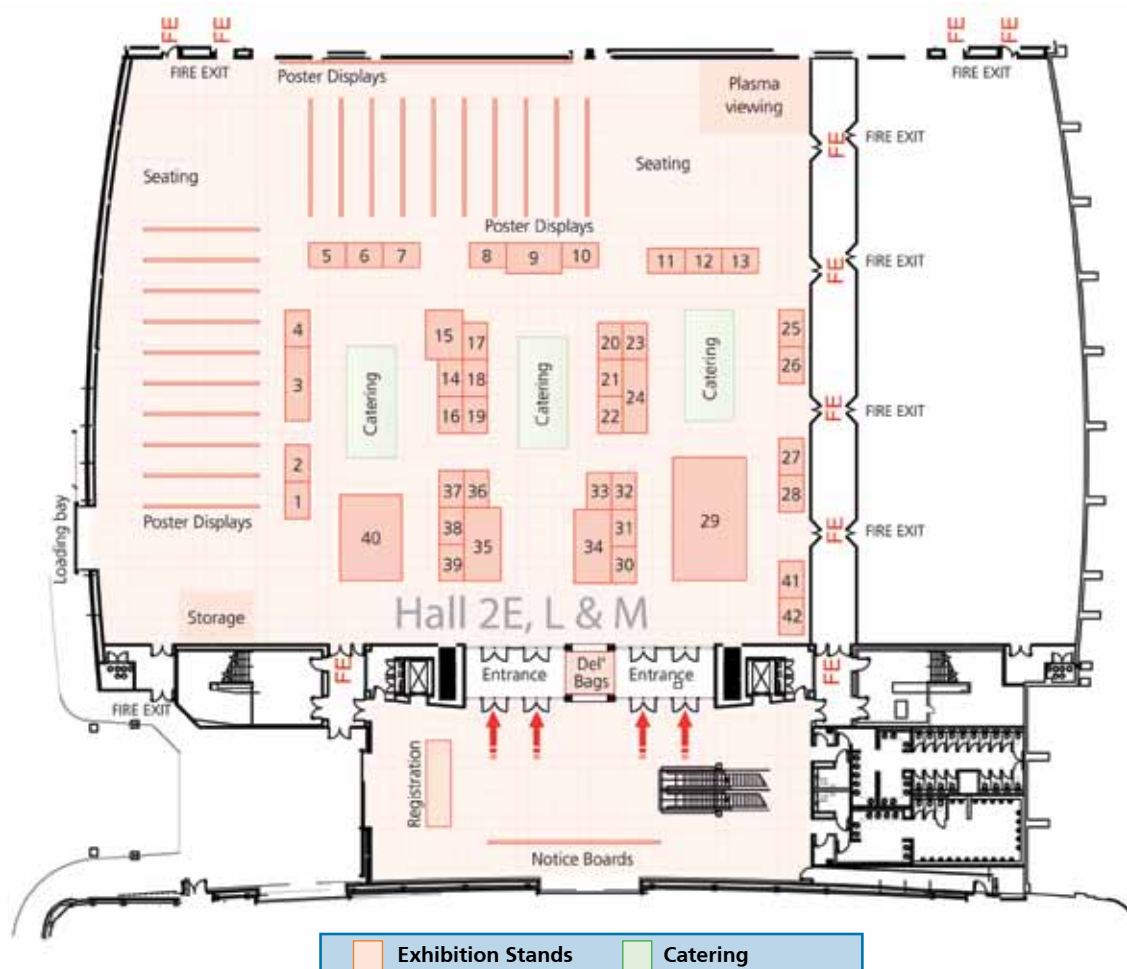 FE
FE
FE
FE
FIRE EXIT
FIRE EXIT
Poster Displays
Plasma
viewing
FE
FIRE EXIT
Seating
Seating
Poster Displays
5
6
7
8
9
10
11
12
13
FE
FIRE EXIT
4
3
15
17
14
18
16
19
20
23
21
24
22
25
26
Catering
Catering
Catering
FE
FIRE EXIT
2
1
37
36
38
35
39
40
33
32
31
34
30
29
27
28
FE
FIRE EXIT
Poster Displays
Loading bay
41
42
Storage
Hall 2E, L & M
FE
Entrance
Del'
Bags
Entrance
FE
FIRE EXIT
Registration
Notice Boards
Exhibition Stands
Catering